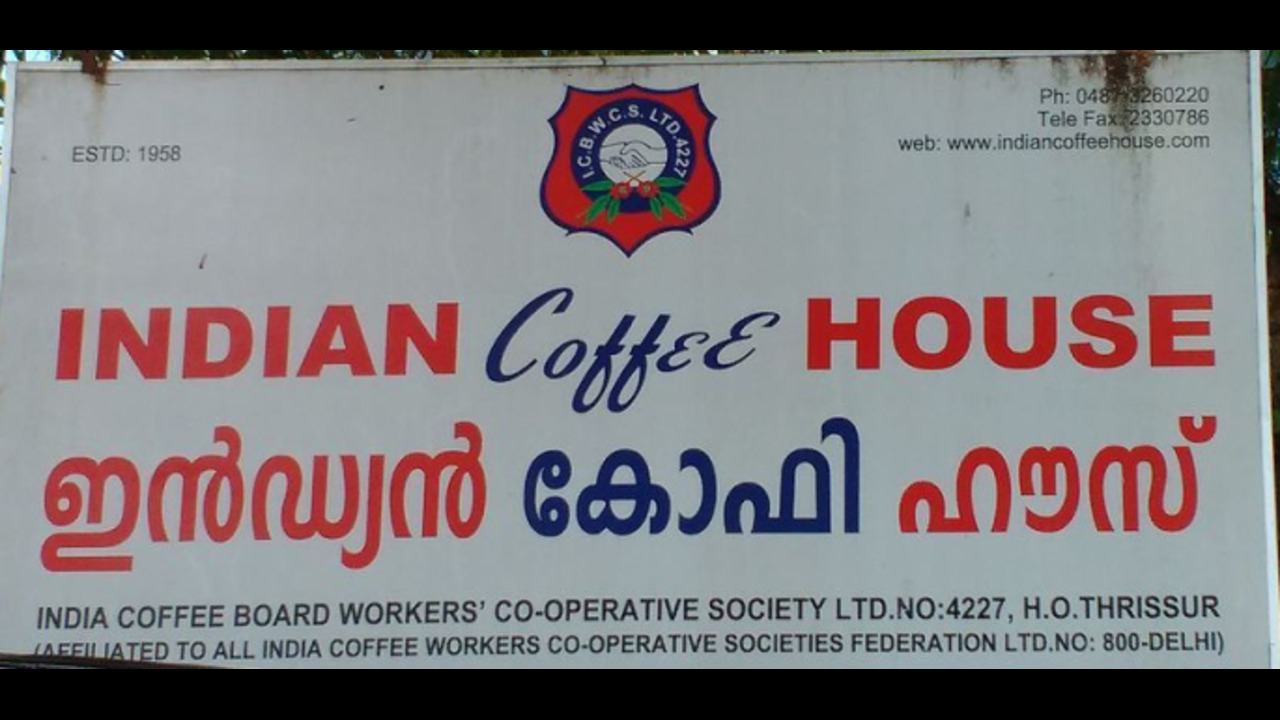 I.C.B.W.C.S. LTD.4227
ESTD: 1958
Ph: 0487-3260220
Tele Fax: 2330786
web: www.indiancoffeehouse.com
INDIAN CoffEE HOUSE
ഇൻഡ്യൻ കോഫി ഹൗസ്
INDIA COFFEE BOARD WORKERS' CO-OPERATIVE SOCIETY LTD.NO:4227, H.O.THRISSUR
(AFFILIATED TO ALL INDIA COFFEE WORKERS CO-OPERATIVE SOCIETIES FEDERATION LTD.NO: 800-DELHI)